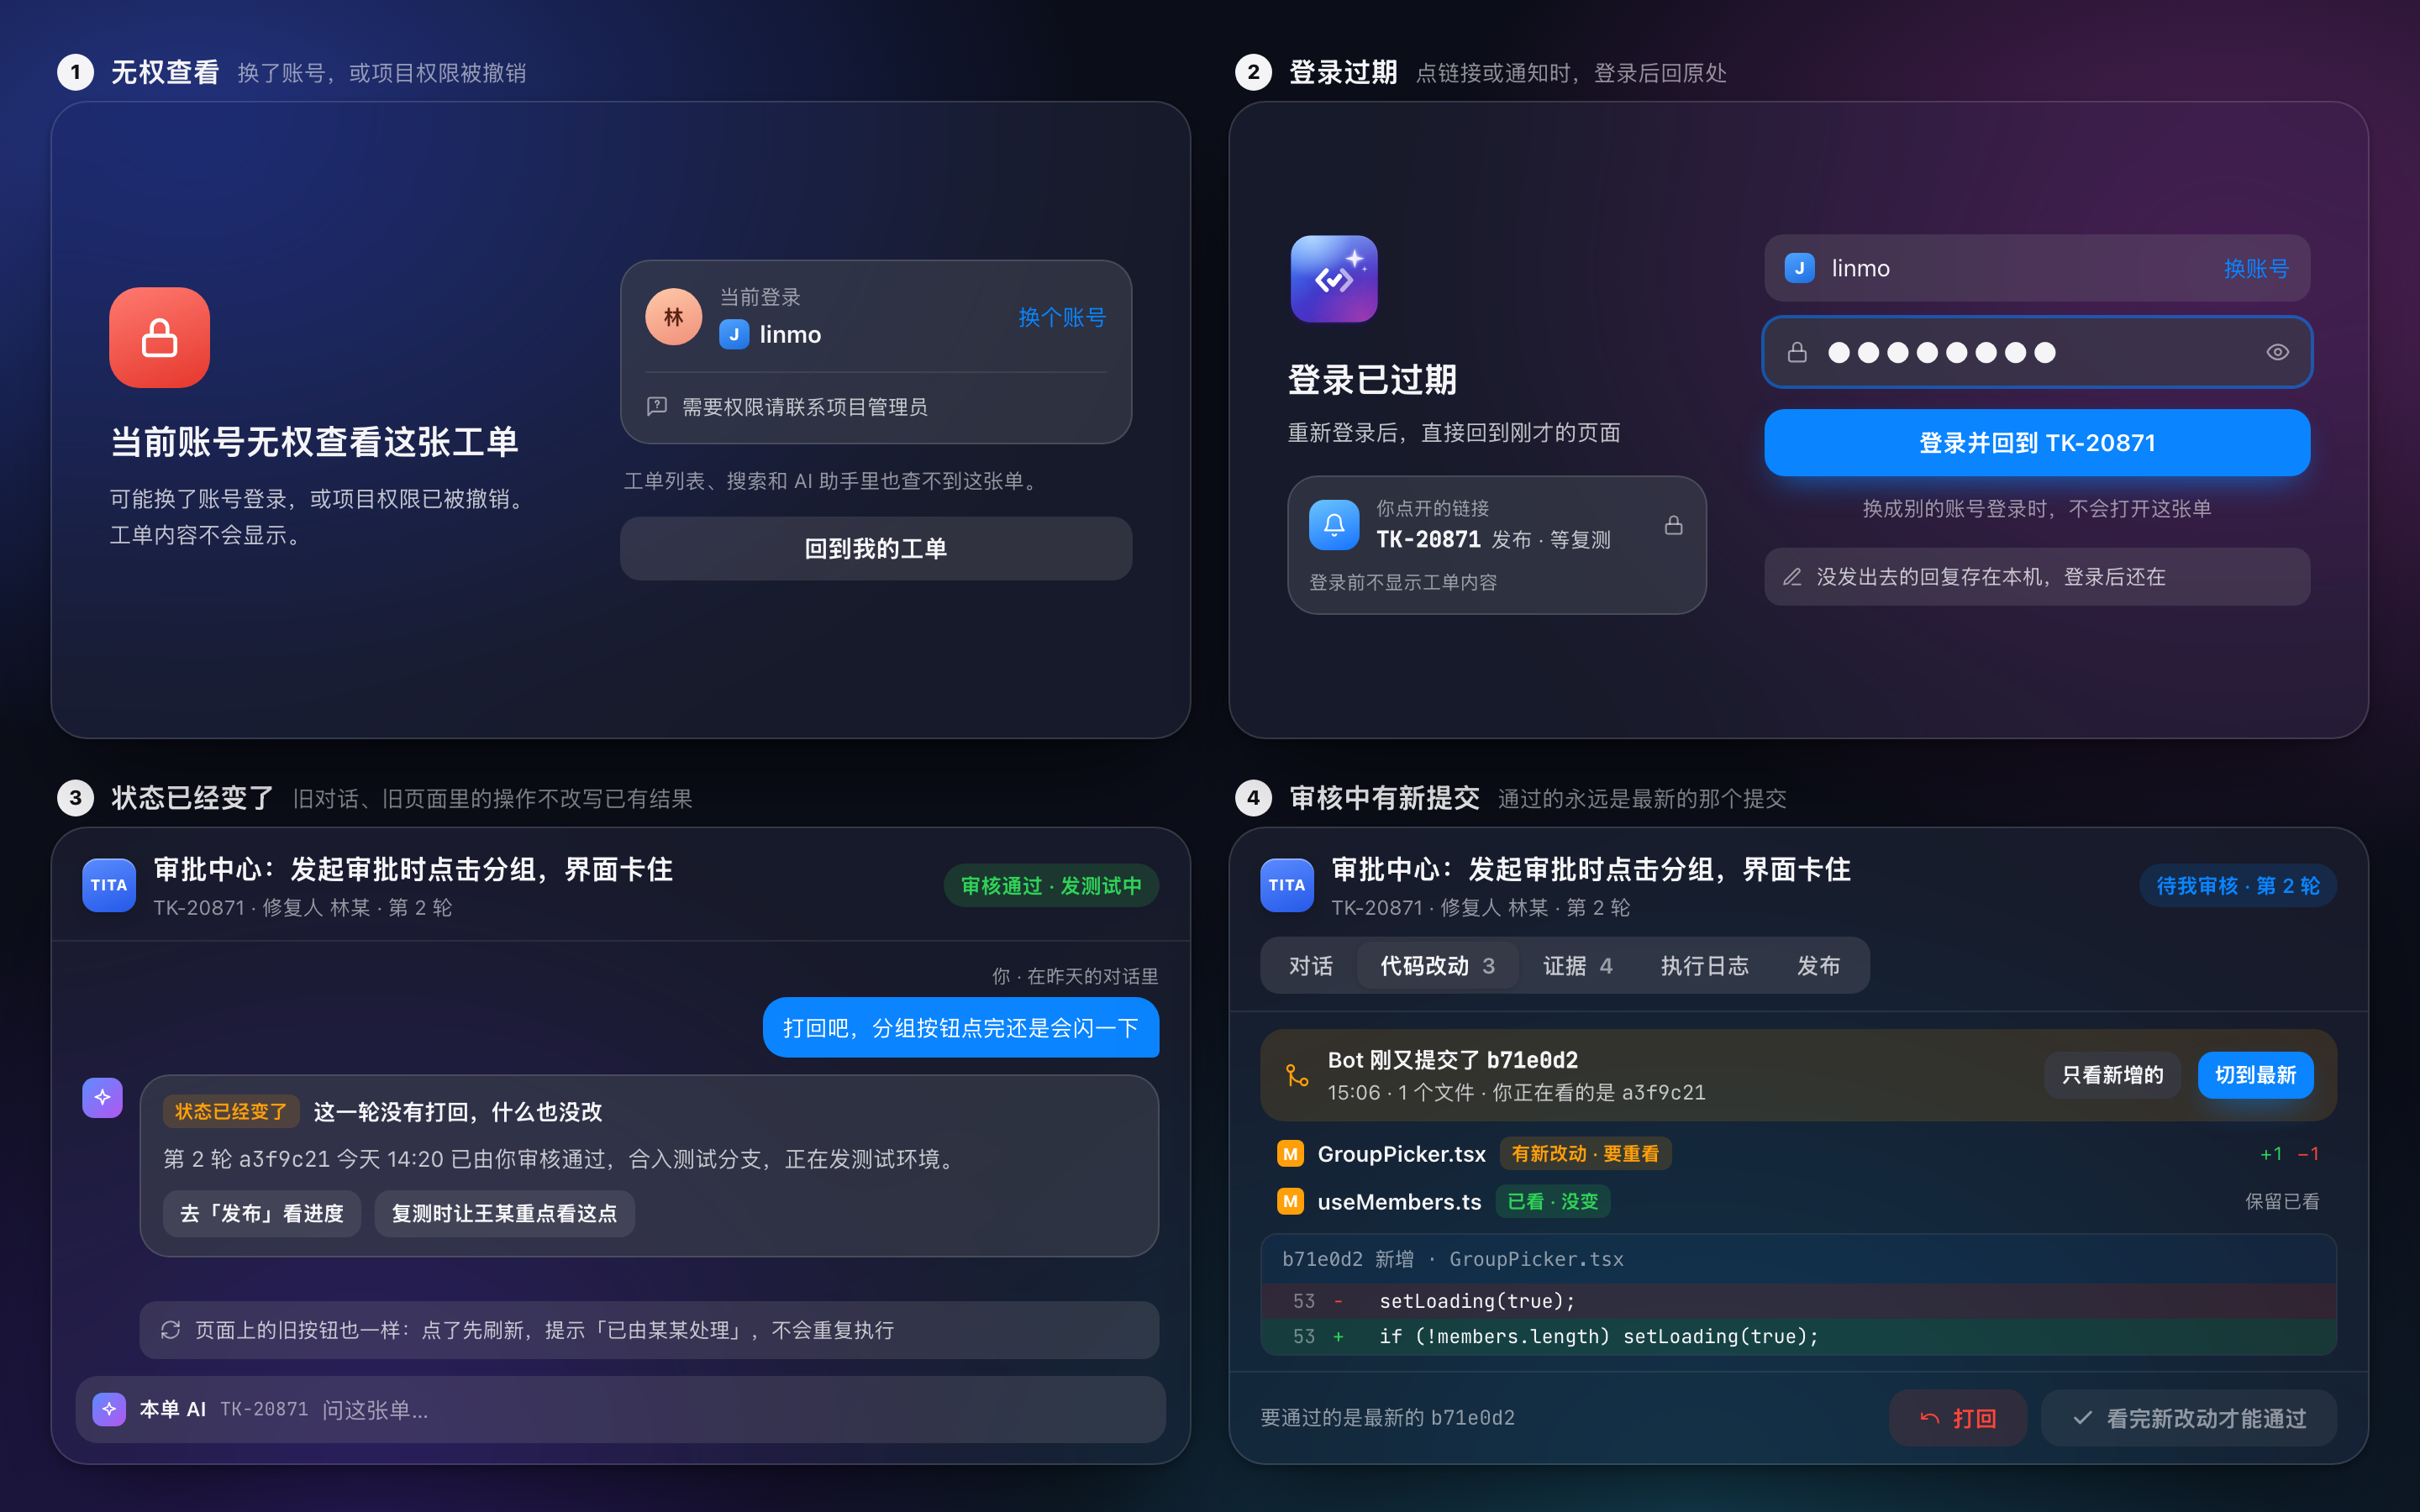 1 无权查看 换了账号，或项目权限被撤销
当前账号无权查看这张工单
可能换了账号登录，或项目权限已被撤销。
工单内容不会显示。
林
当前登录
J linmo
换个账号
需要权限请联系项目管理员
工单列表、搜索和 AI 助手里也查不到这张单。
回到我的工单
2 登录过期 点链接或通知时，登录后回原处
登录已过期
重新登录后，直接回到刚才的页面
你点开的链接
TK-20871 发布 · 等复测
登录前不显示工单内容
J linmo 换账号
登录并回到 TK-20871
换成别的账号登录时，不会打开这张单
没发出去的回复存在本机，登录后还在
3 状态已经变了 旧对话、旧页面里的操作不改写已有结果
TITA
审批中心：发起审批时点击分组，界面卡住
TK-20871 · 修复人 林某 · 第 2 轮
审核通过 · 发测试中
你 · 在昨天的对话里
打回吧，分组按钮点完还是会闪一下
状态已经变了 这一轮没有打回，什么也没改
第 2 轮 a3f9c21 今天 14:20 已由你审核通过，合入测试分支，正在发测试环境。
去「发布」看进度 复测时让王某重点看这点
页面上的旧按钮也一样：点了先刷新，提示「已由某某处理」，不会重复执行
本单 AI TK-20871 问这张单...
4 审核中有新提交 通过的永远是最新的那个提交
TITA
审批中心：发起审批时点击分组，界面卡住
TK-20871 · 修复人 林某 · 第 2 轮
待我审核 · 第 2 轮
对话 代码改动 3 证据 4 执行日志 发布
Bot 刚又提交了 b71e0d2
15:06 · 1 个文件 · 你正在看的是 a3f9c21
只看新增的 切到最新
M GroupPicker.tsx 有新改动 · 要重看 +1 −1
M useMembers.ts 已看 · 没变 保留已看
b71e0d2 新增 · GroupPicker.tsx
53 - setLoading(true);
53 + if (!members.length) setLoading(true);
要通过的是最新的 b71e0d2
打回 看完新改动才能通过